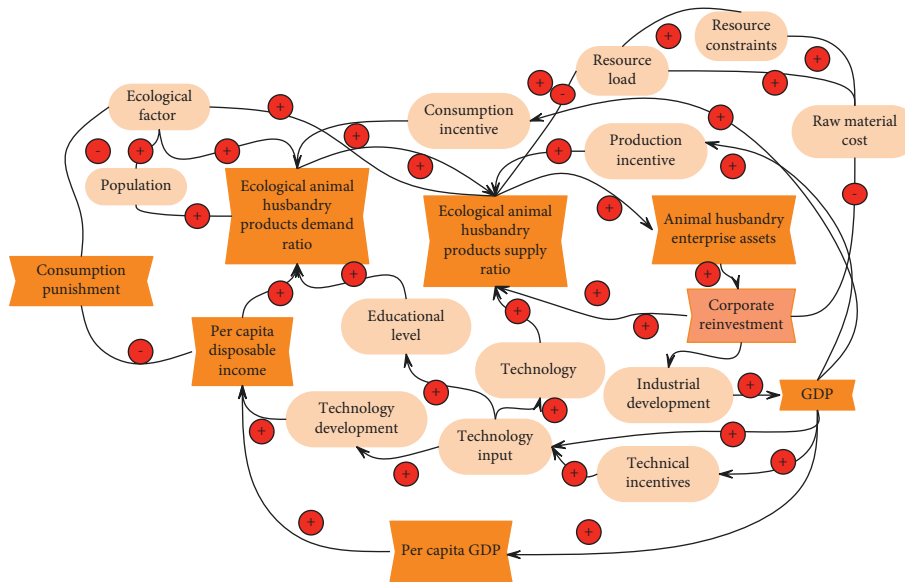 Resource
constraints
+
+
Resource
load
+
+
-
Ecological
factor
+
Consumption
incentive
+
Raw material
cost
-
+
+
+
+
Production
incentive
+
+
Population
Ecological animal
husbandry
products demand
ratio
+
Ecological animal
husbandry
products supply
ratio
+
Animal husbandry
enterprise assets
-
+
Consumption
punishment
+
+
+
+
Corporate
reinvestment
Per capita
disposable
income
Educational
level
+
+
-
Technology
Industrial
development
+
GDP
+
Technology
development
+
+
Technology
input
+
+
Technical
incentives
+
+
+
+
Per capita GDP